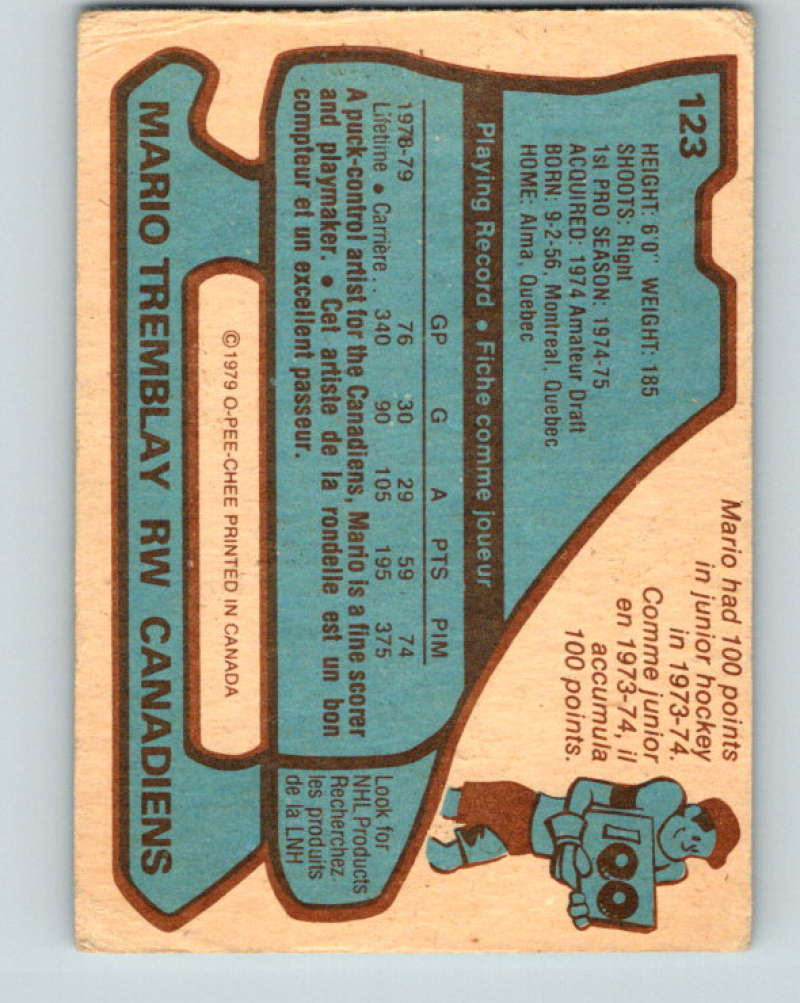 123
HEIGHT: 6'0" WEIGHT: 185
SHOOTS: Right
1st PRO SEASON: 1974-75
ACQUIRED: 1974 Amateur Draft
BORN: 9-2-56, Montreal, Quebec
HOME: Alma, Quebec
Mario had 100 points
in junior hockey
in 1973-74.
Comme junior
en 1973-74, il
accumula
100 points.
100
Playing Record • Fiche comme joueur
GP G A PTS PIM
1978-79 76 30 29 59 74
Lifetime • Carrière.. 340 90 105 195 375
A puck-control artist for the Canadiens, Mario is a fine scorer
and playmaker. • Cet artiste de la rondelle est un bon
compteur et un excellent passeur.
Look for
NHL Products
Recherchez
les produits
de la LNH
©1979 O-PEE-CHEE PRINTED IN CANADA
MARIO TREMBLAY RW CANADIENS